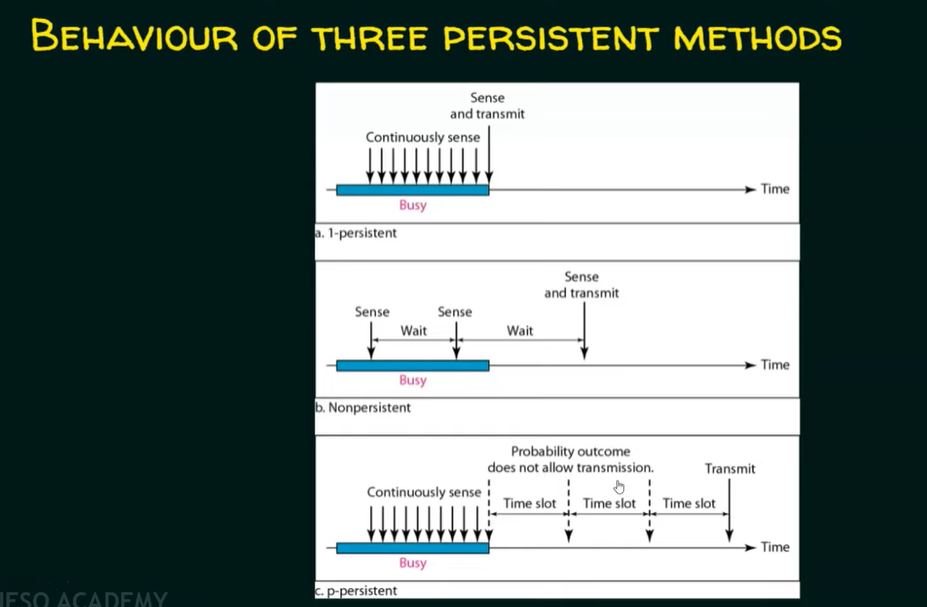 BEHAVIOUR OF THREE PERSISTENT METHODS
Sense
and transmit
Continuously sense
Time
Busy
a. 1-persistent
Sense
and transmit
Sense
Sense
Wait
Wait
Time
Busy
b. Nonpersistent
Probability outcome
does not allow transmission.
Transmit
Continuously sense
Time slot
Time slot
Time slot
Time
Busy
c. p-persistent
ESO ACADEMY